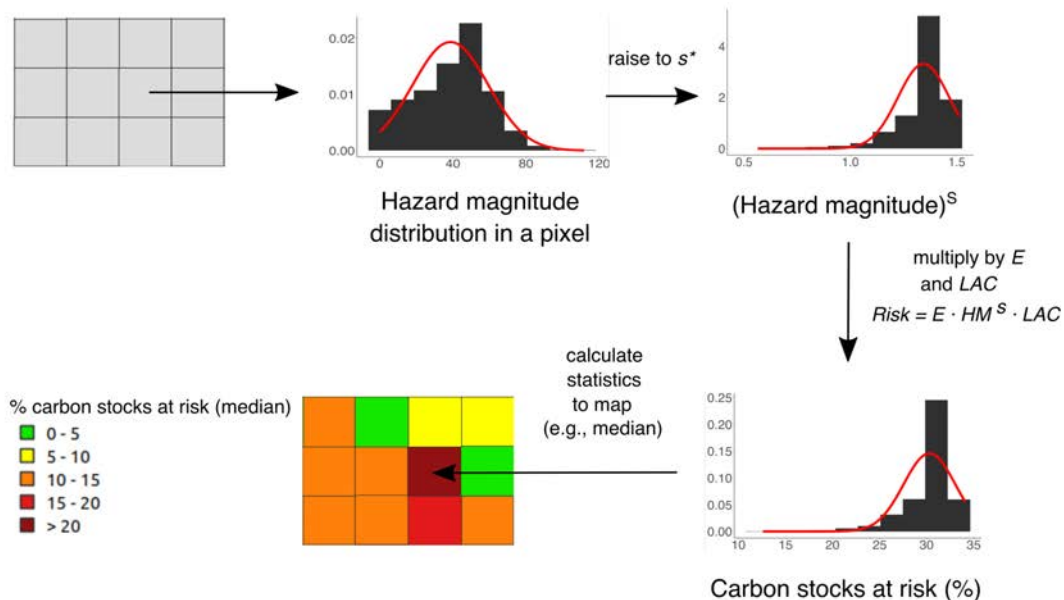 0.02
0.01
0.00
0
40
80
120
Hazard magnitude
distribution in a pixel
raise to s*
4
2
0
0.5
1.0
1.5
(Hazard magnitude)S
multiply by E
and LAC
Risk = E · HM S · LAC
calculate
statistics
to map
(e.g., median)
% carbon stocks at risk (median)
0 - 5
5 - 10
10 - 15
15 - 20
> 20
0.25
0.20
0.15
0.10
0.05
0.00
10
15
20
25
30
35
Carbon stocks at risk (%)